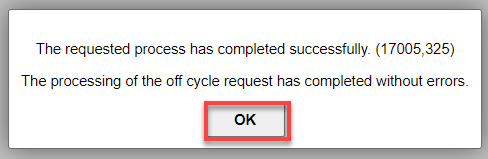 The requested process has completed successfully. (17005,325)
The processing of the off cycle request has completed without errors.
OK